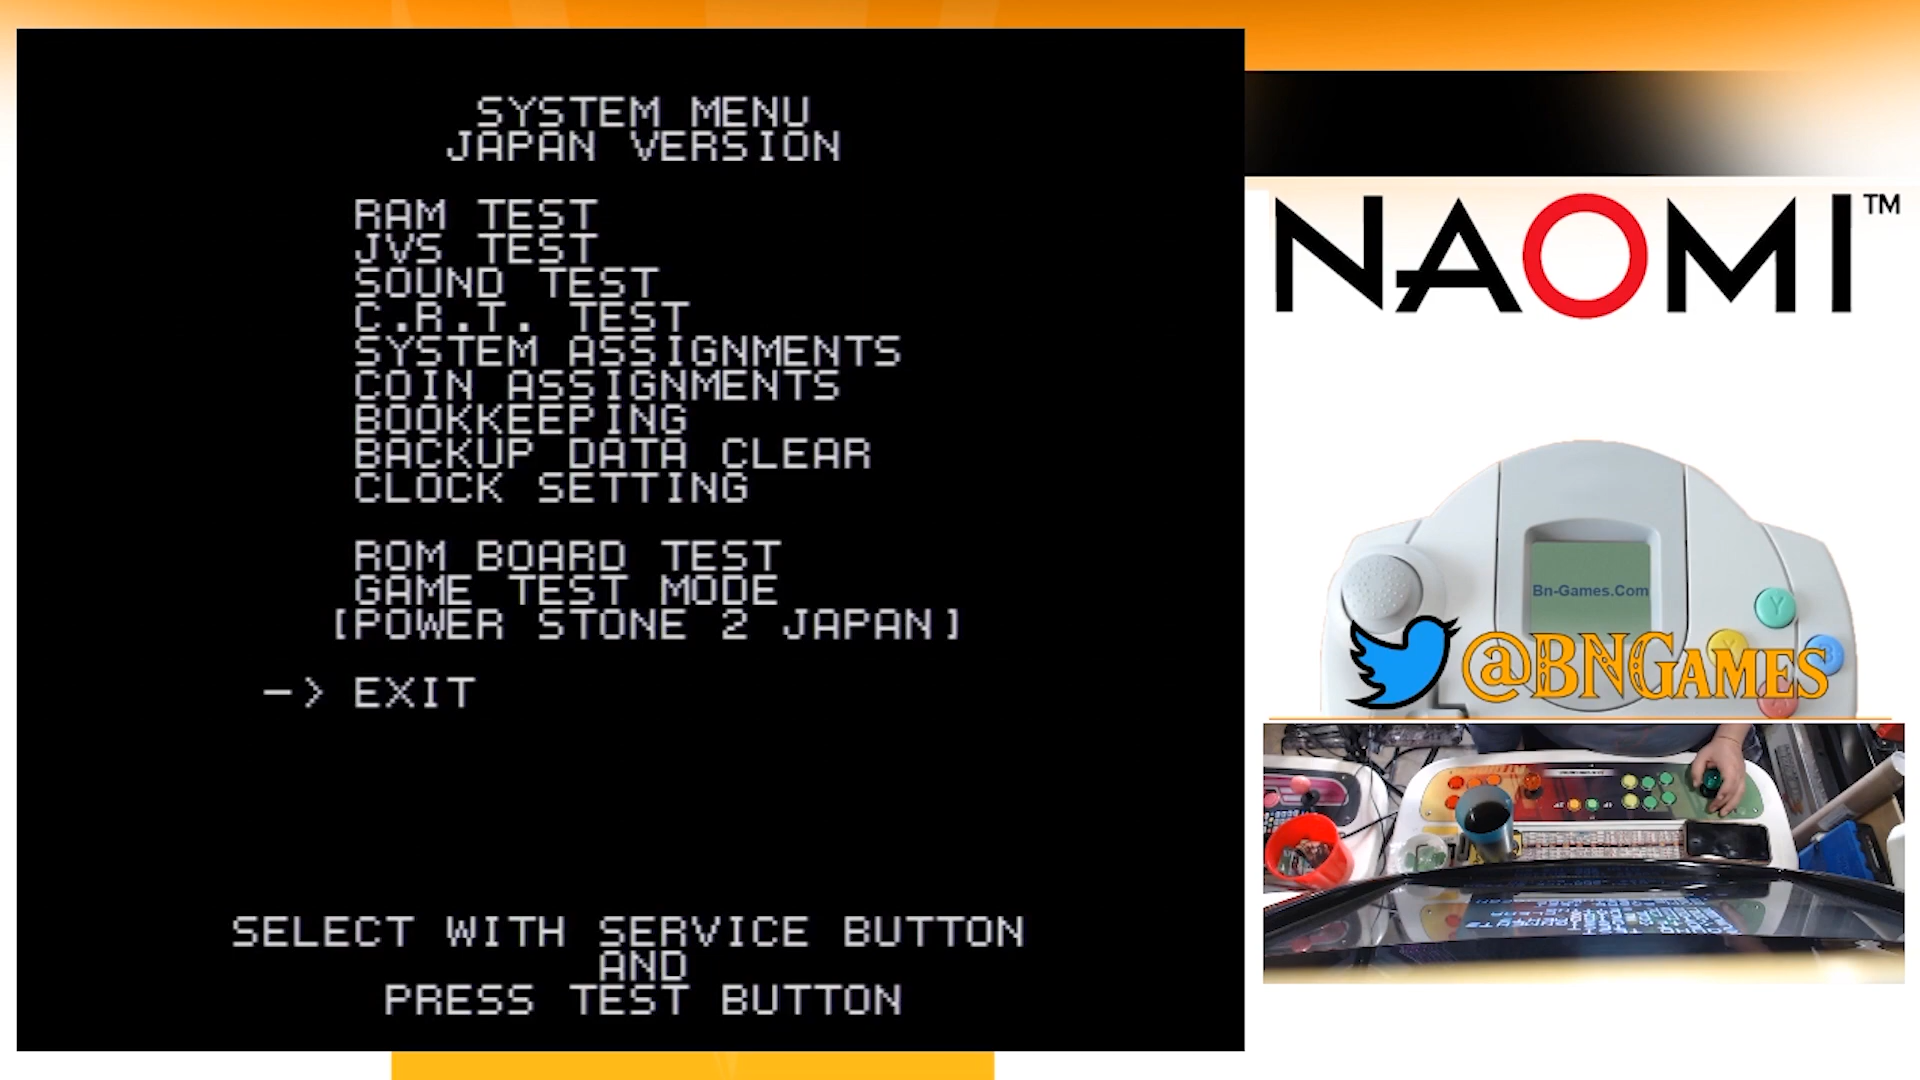 SYSTEM MENU
JAPAN VERSION
RAM TEST
JVS TEST
SOUND TEST
C.R.T. TEST
SYSTEM ASSIGNMENTS
COIN ASSIGNMENTS
BOOKKEEPING
BACKUP DATA CLEAR
CLOCK SETTING
ROM BOARD TEST
GAME TEST MODE
[POWER STONE 2 JAPAN]
-> EXIT
SELECT WITH SERVICE BUTTON
AND
PRESS TEST BUTTON
NAOMI™
Bn-Games.Com
Y
@BNGAMES
B